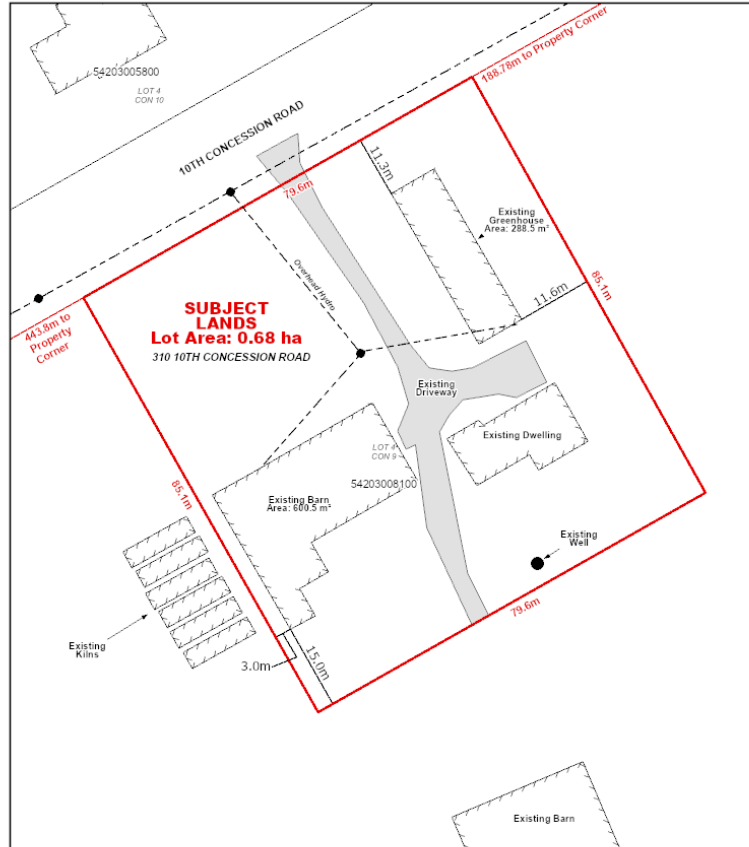 188.78m to Property Corner
54203005800
LOT 4
CON 10
10TH CONCESSION ROAD
11.3m
79.6m
Existing
Greenhouse
Area: 288.5 m²
Overhead Hydro
85.1m
11.6m
SUBJECT
LANDS
Lot Area: 0.68 ha
310 10TH CONCESSION ROAD
443.8m to
Property
Corner
Existing
Driveway
Existing Dwelling
LOT 4
CON 9
54203008100
85.1m
Existing Barn
Area: 600.5 m²
Existing
Well
79.6m
Existing
Kilns
3.0m
15.0m
Existing Barn